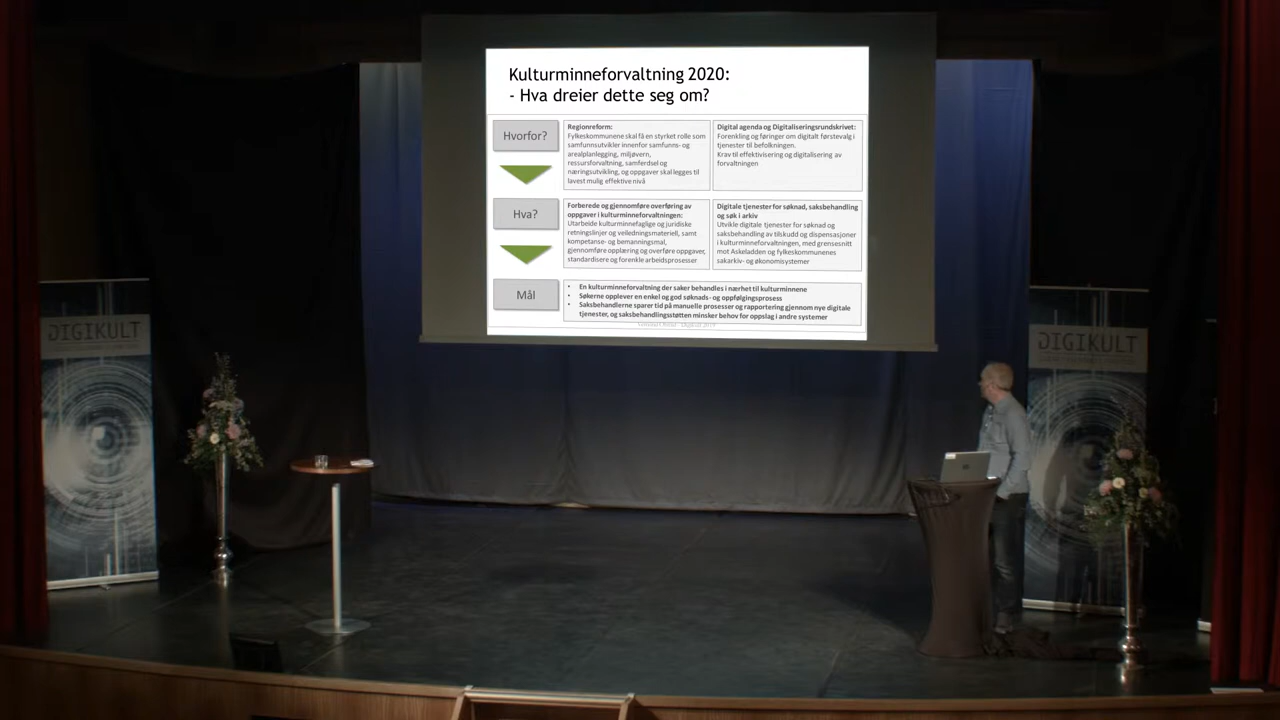 Kulturminneforvaltning 2020:
- Hva dreier dette seg om?
Hvorfor?
Regionreform:
Fylkeskommunene skal få en styrket rolle som
samfunnsutvikler innenfor samfunns- og
arealplanlegging, miljøvern,
ressursforvaltning, samferdsel og
næringsutvikling, og oppgaver skal legges til
lavest mulig effektive nivå
Digital agenda og Digitaliseringsrundskrivet:
Forenkling og føringer om digitalt førstevalg i
tjenester til befolkningen.
Krav til effektivisering og digitalisering av
forvaltningen
Hva?
Forberede og gjennomføre overføring av
oppgaver i kulturminneforvaltningen:
Utarbeide kulturminnefaglige og juridiske
retningslinjer og veiledningsmateriell, samt
kompetanse- og bemanningsmål,
gjennomføre opplæring og overføre oppgaver,
standardisere og forenkle arbeidsprosesser
Digitale tjenester for søknad, saksbehandling
og søk i arkiv
Utvikle digitale tjenester for søknad og
saksbehandling av tilskudd og dispensasjoner
i kulturminneforvaltningen, med grensesnitt
mot Askeladden og fylkeskommunenes
sakarkiv- og økonomisystemer
Mål
• En kulturminneforvaltning der saker behandles i nærhet til kulturminnene
• Søkerne opplever en enkel og god søknads- og oppfølgingsprosess
• Saksbehandlerne sparer tid på manuelle prosesser og rapportering gjennom nye digitale
tjenester, og saksbehandlingsstøtten minsker behov for oppslag i andre systemer
DIGIKULT
DIGIKULT